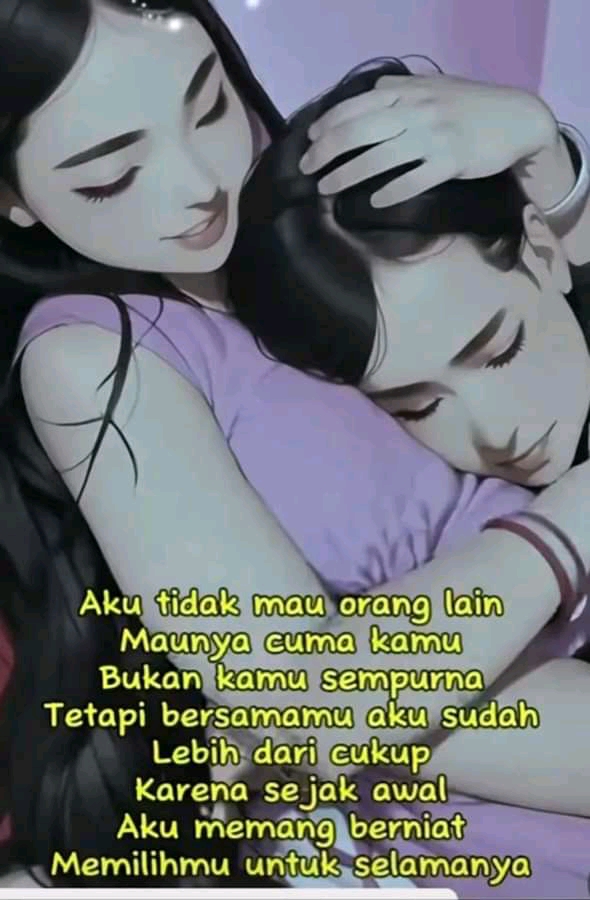 Aku tidak mau orang lain
Maunya cuma kamu
Bukan kamu sempurna
Tetapi bersamamu aku sudah
Lebih dari cukup
Karena sejak awal
Aku memang berniat
Memilihmu untuk selamanya